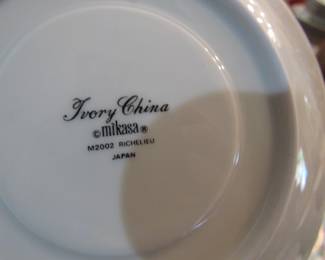 Ivory China
©mikasa®
M2002 RICHELIEU
JAPAN